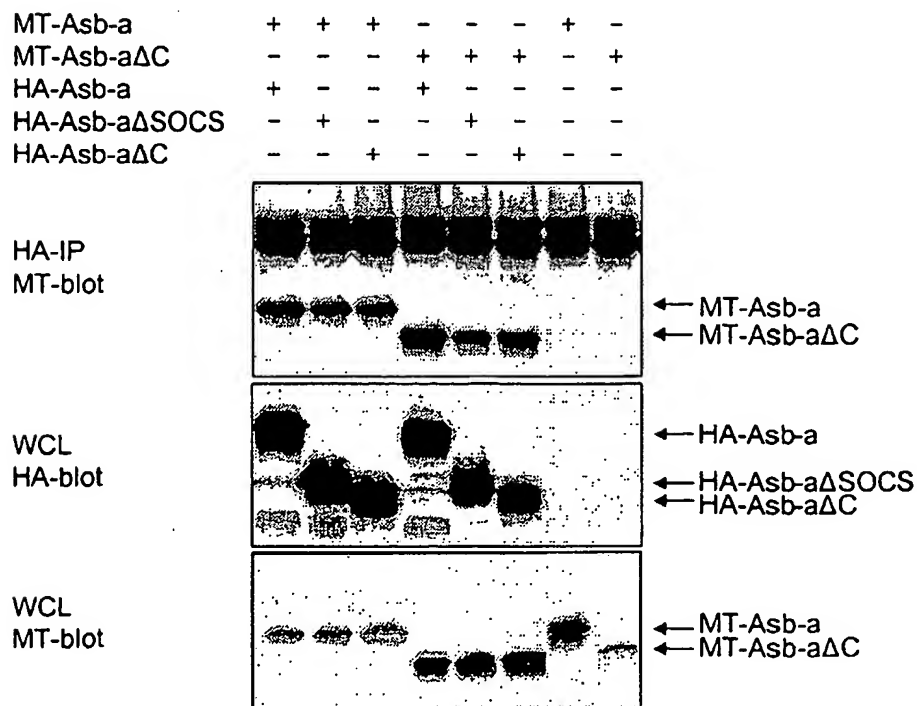 MT-Asb-a + + + – – – + –
MT-Asb-aΔC – – – + + + – +
HA-Asb-a + – – + – – – –
HA-Asb-aΔSOCS – + – – + – – –
HA-Asb-aΔC – – + – – + – –
HA-IP
MT-blot
MT-Asb-a
MT-Asb-aΔC
WCL
HA-blot
HA-Asb-a
HA-Asb-aΔSOCS
HA-Asb-aΔC
WCL
MT-blot
MT-Asb-a
MT-Asb-aΔC